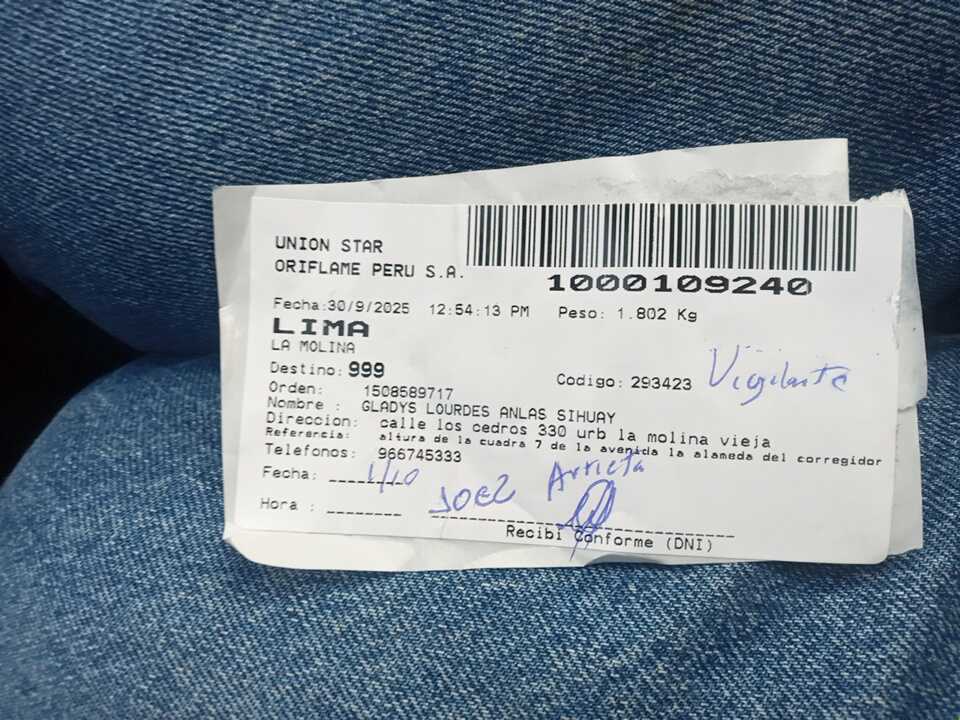 UNION STAR
ORIFLAME PERU S.A.
1000109240
Fecha:30/9/2025 12:54:13 PM Peso: 1.802 Kg
LIMA
LA MOLINA
Destino: 999
Codigo: 293423 Vigilante
Orden: 1508589717
Nombre : GLADYS LOURDES ANLAS SIHUAY
Direccion: calle los cedros 330 urb la molina vieja
Referencia: altura de la cuadra 7 de la avenida la alameda del corregidor
Telefonos: 966745333
Fecha: 1/10
JOEL Arrieta
Hora :
Recibi Conforme (DNI)